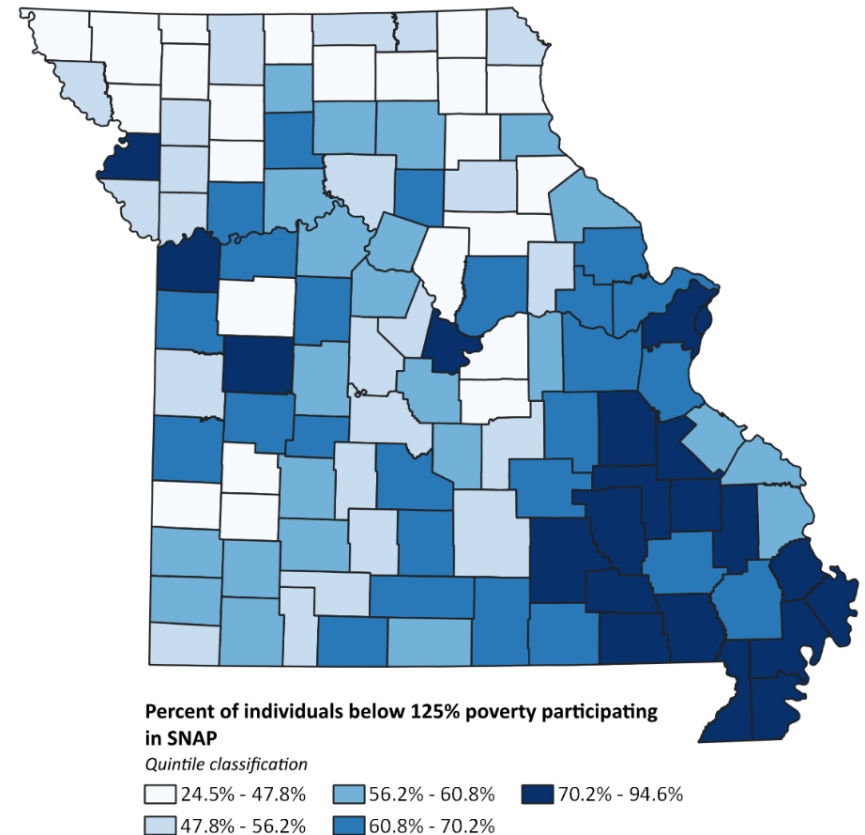 Percent of individuals below 125% poverty participating
in SNAP
Quintile classification
24.5% - 47.8% 56.2% - 60.8% 70.2% - 94.6%
47.8% - 56.2% 60.8% - 70.2%